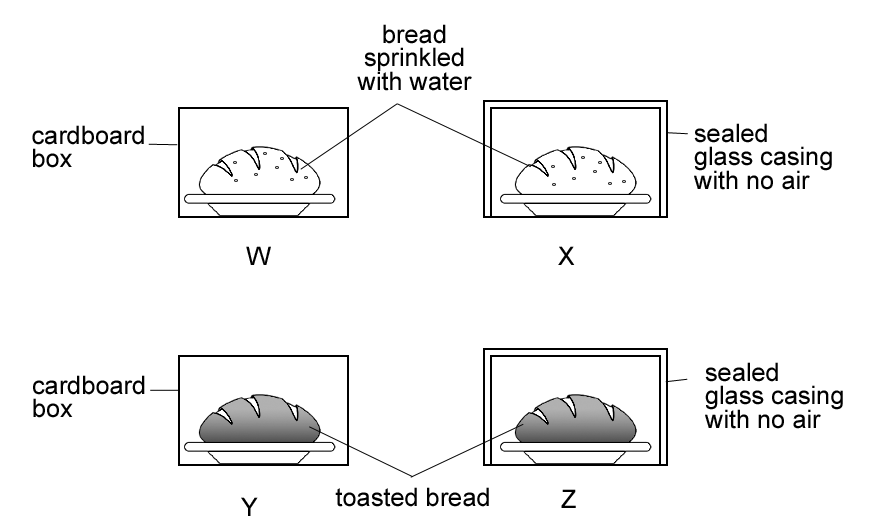 bread
sprinkled
with water
cardboard
box
sealed
glass casing
with no air
W
X
cardboard
box
sealed
glass casing
with no air
toasted bread
Y
Z